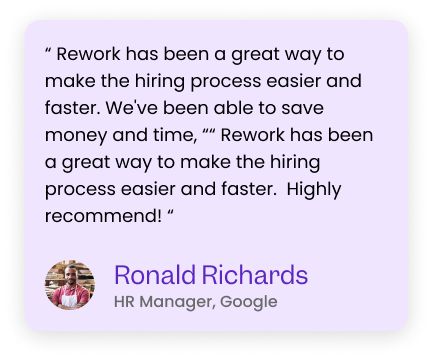 “ Rework has been a great way to
make the hiring process easier and
faster. We've been able to save
money and time, ““ Rework has been
a great way to make the hiring
process easier and faster.  Highly
recommend! “
Ronald Richards
HR Manager, Google